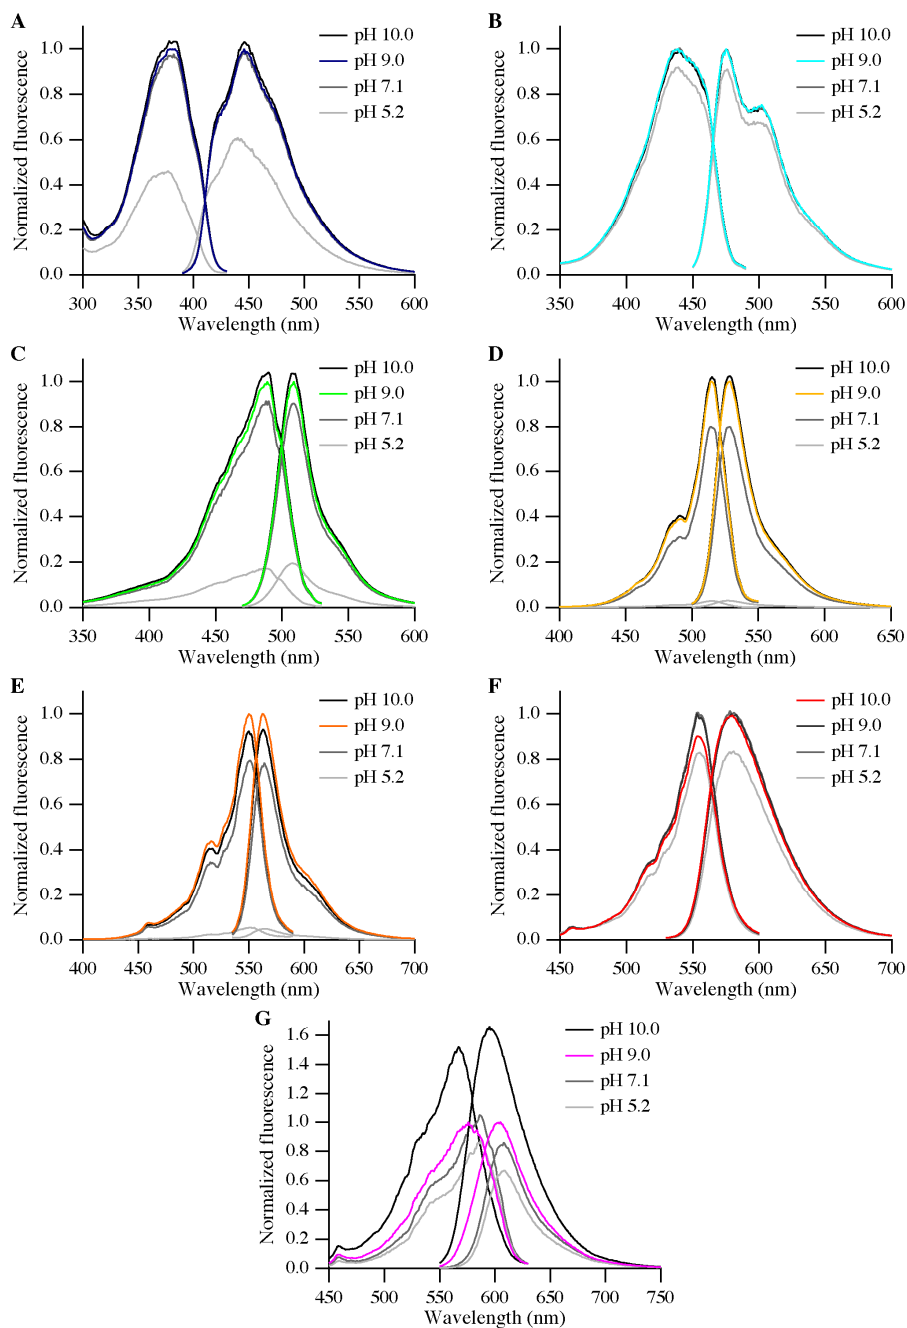 A
Normalized fluorescence
1.0
0.8
0.6
0.4
0.2
0.0
300
350
400
450
500
550
600
Wavelength (nm)
pH 10.0
pH 9.0
pH 7.1
pH 5.2
B
Normalized fluorescence
1.0
0.8
0.6
0.4
0.2
0.0
350
400
450
500
550
600
Wavelength (nm)
pH 10.0
pH 9.0
pH 7.1
pH 5.2
C
Normalized fluorescence
1.0
0.8
0.6
0.4
0.2
0.0
350
400
450
500
550
600
Wavelength (nm)
pH 10.0
pH 9.0
pH 7.1
pH 5.2
D
Normalized fluorescence
1.0
0.8
0.6
0.4
0.2
0.0
400
450
500
550
600
650
Wavelength (nm)
pH 10.0
pH 9.0
pH 7.1
pH 5.2
E
Normalized fluorescence
1.0
0.8
0.6
0.4
0.2
0.0
400
450
500
550
600
650
700
Wavelength (nm)
pH 10.0
pH 9.0
pH 7.1
pH 5.2
F
Normalized fluorescence
1.0
0.8
0.6
0.4
0.2
0.0
450
500
550
600
650
700
Wavelength (nm)
pH 10.0
pH 9.0
pH 7.1
pH 5.2
G
Normalized fluorescence
1.6
1.4
1.2
1.0
0.8
0.6
0.4
0.2
0.0
450
500
550
600
650
700
750
Wavelength (nm)
pH 10.0
pH 9.0
pH 7.1
pH 5.2